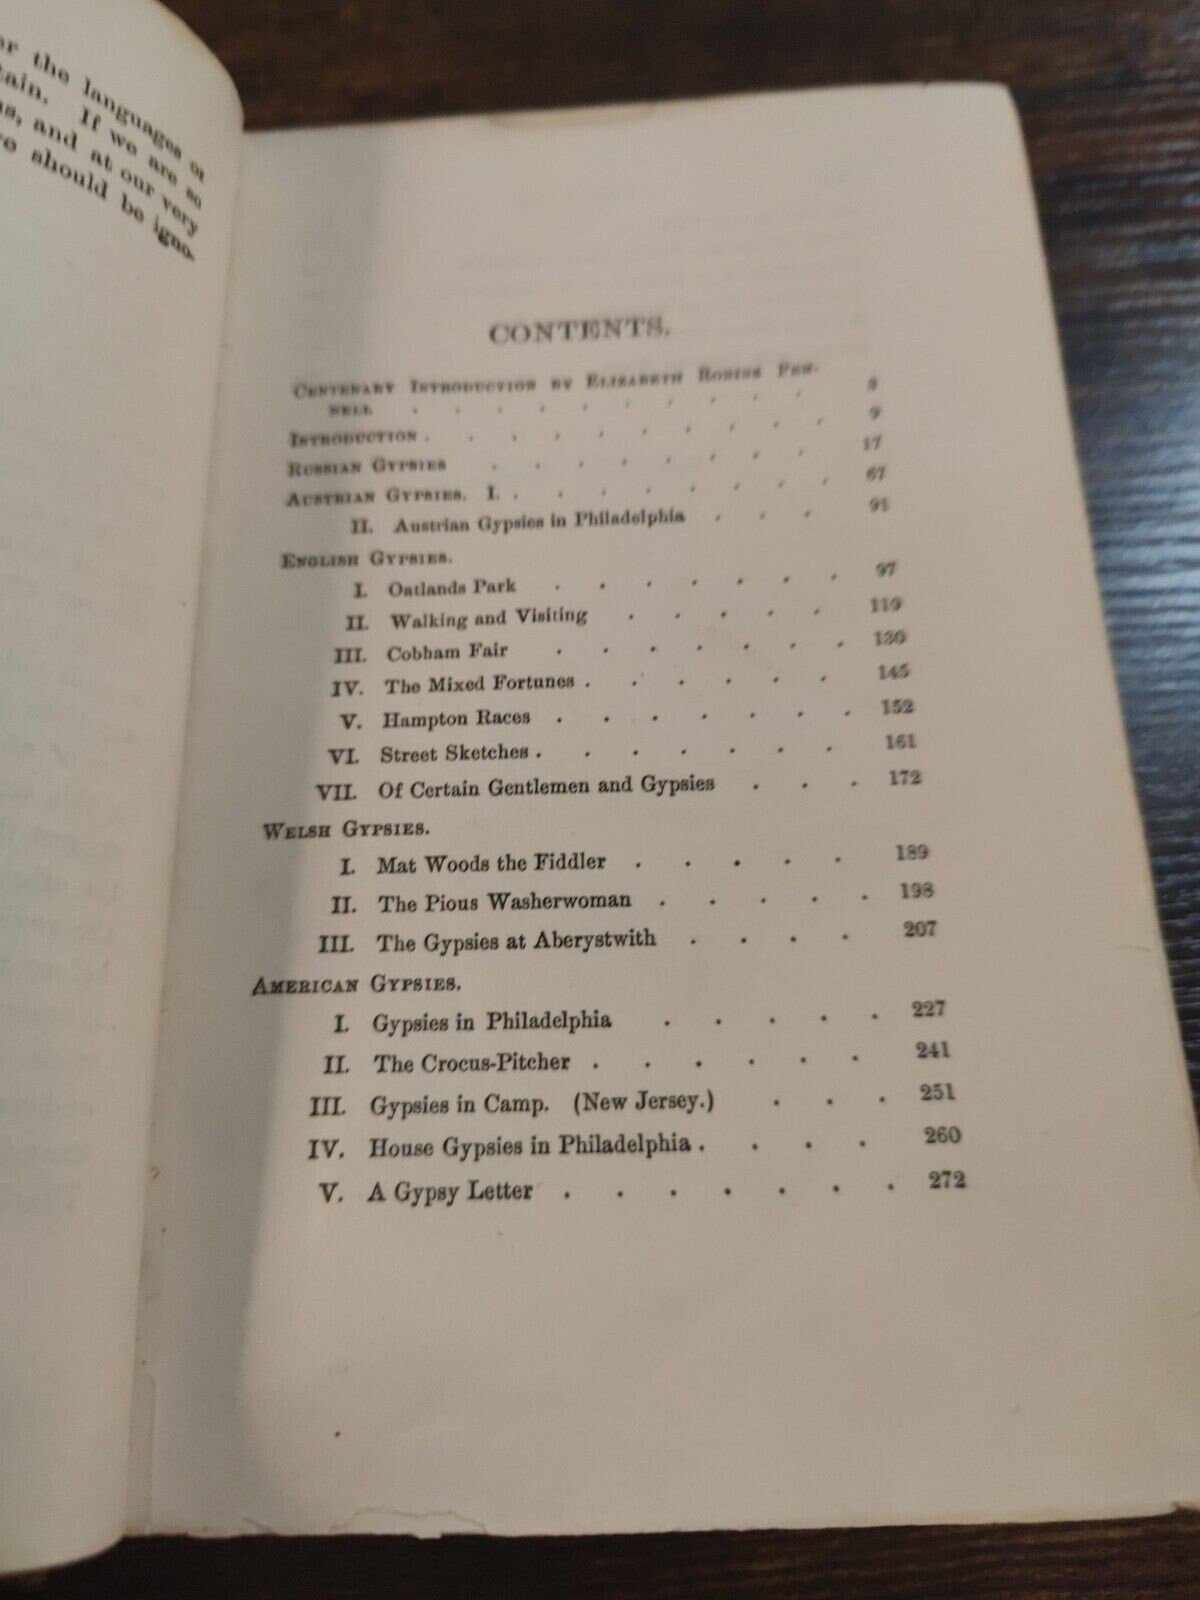 or the languages of
tain. If we are so
ns, and at our very
e should be igno-
CONTENTS.
CENTENARY INTRODUCTION BY ELIZABETH ROBINS PEN-
NELL . . . . . . . . . .
INTRODUCTION . . . . . . . . . . 9
RUSSIAN GYPSIES . . . . . . . . 17
AUSTRIAN GYPSIES. I. . . . . . . . . 67
II. Austrian Gypsies in Philadelphia . . . 91
ENGLISH GYPSIES.
I. Oatlands Park . . . . . . . 97
II. Walking and Visiting . . . . . 119
III. Cobham Fair . . . . . . . 130
IV. The Mixed Fortunes . . . . . . 145
V. Hampton Races . . . . . . . 152
VI. Street Sketches . . . . . . . 161
VII. Of Certain Gentlemen and Gypsies . . . 172
WELSH GYPSIES.
I. Mat Woods the Fiddler . . . . . 189
II. The Pious Washerwoman . . . . . 198
III. The Gypsies at Aberystwith . . . . 207
AMERICAN GYPSIES.
I. Gypsies in Philadelphia . . . . . 227
II. The Crocus-Pitcher . . . . . . 241
III. Gypsies in Camp. (New Jersey.) . . . 251
IV. House Gypsies in Philadelphia . . . . 260
V. A Gypsy Letter . . . . . . . 272